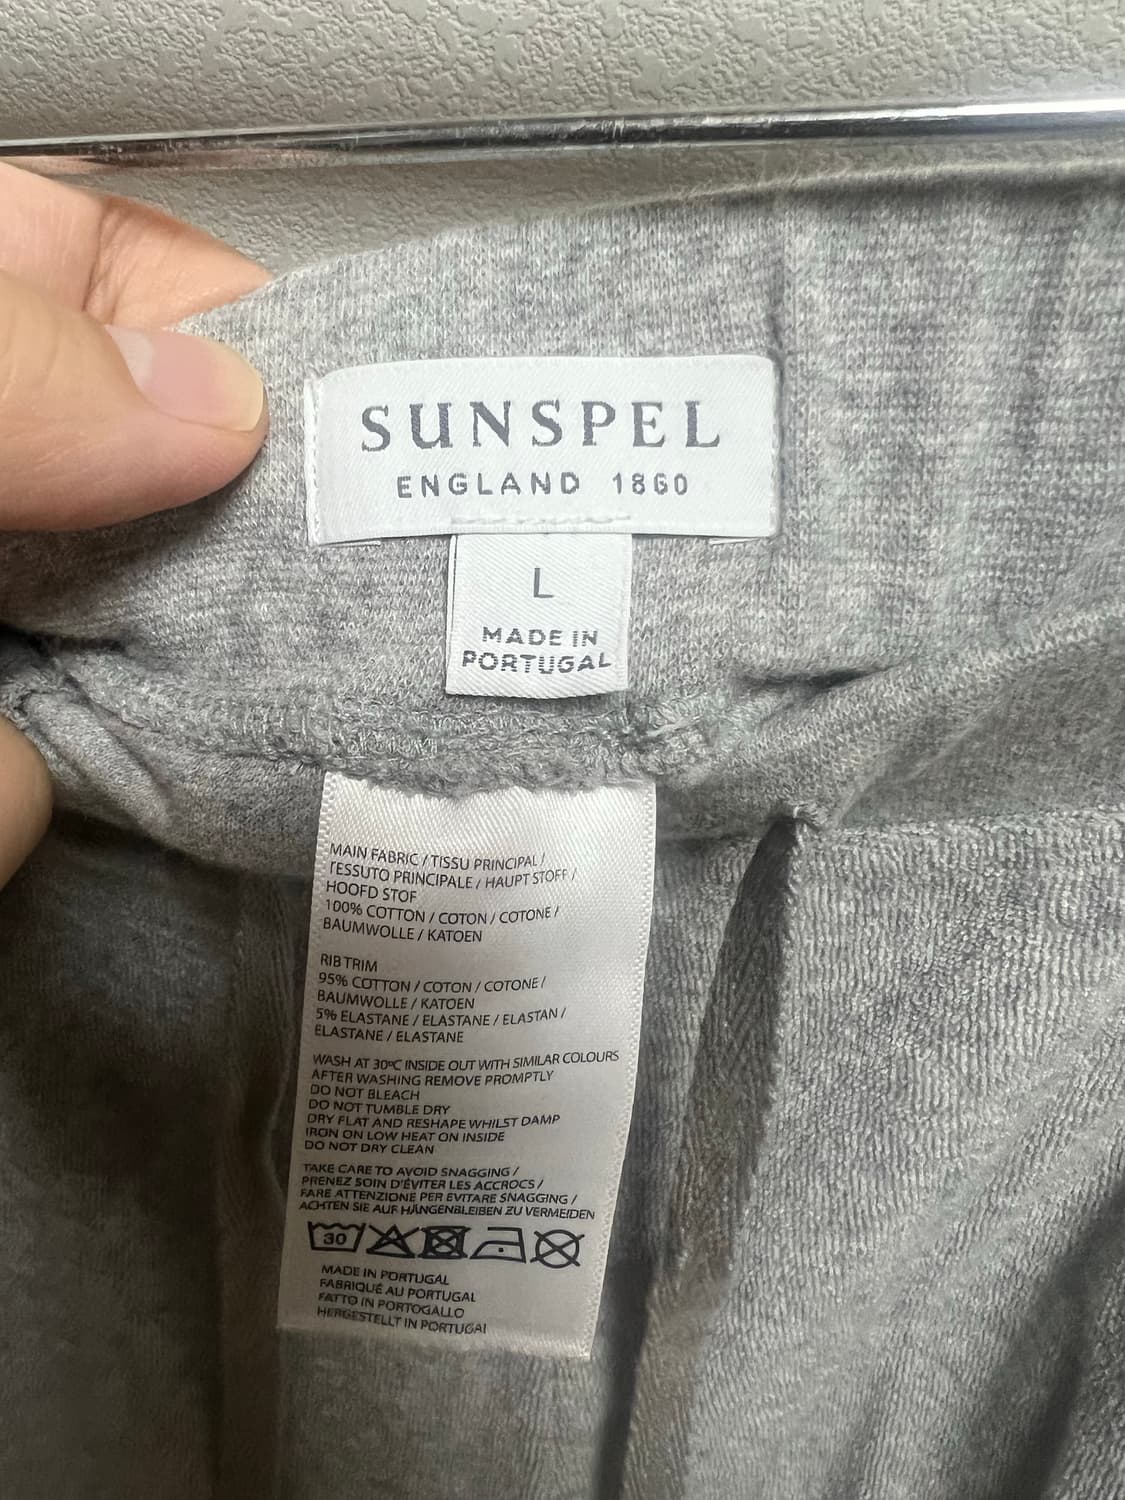 SUNSPEL
ENGLAND 1860
L
MADE IN
PORTUGAL
MAIN FABRIC / TISSU PRINCIPAL /
TESSUTO PRINCIPALE / HAUPT STOFF /
HOOFD STOF
100% COTTON / COTON / COTONE /
BAUMWOLLE / KATOEN
RIB TRIM
95% COTTON / COTON / COTONE /
BAUMWOLLE / KATOEN
5% ELASTANE / ELASTANE / ELASTAN /
ELASTANE / ELASTANE
WASH AT 30ºC INSIDE OUT WITH SIMILAR COLOURS
AFTER WASHING REMOVE PROMPTLY
DO NOT BLEACH
DO NOT TUMBLE DRY
DRY FLAT AND RESHAPE WHILST DAMP
IRON ON LOW HEAT ON INSIDE
DO NOT DRY CLEAN
TAKE CARE TO AVOID SNAGGING /
PRENEZ SOIN D'ÉVITER LES ACCROCS /
FARE ATTENZIONE PER EVITARE SNAGGING /
ACHTEN SIE AUF HÄNGENBLEIBEN ZU VERMEIDEN
30
MADE IN PORTUGAL
FABRIQUÉ AU PORTUGAL
FATTO IN PORTOGALLO
HERGESTELLT IN PORTUGAL